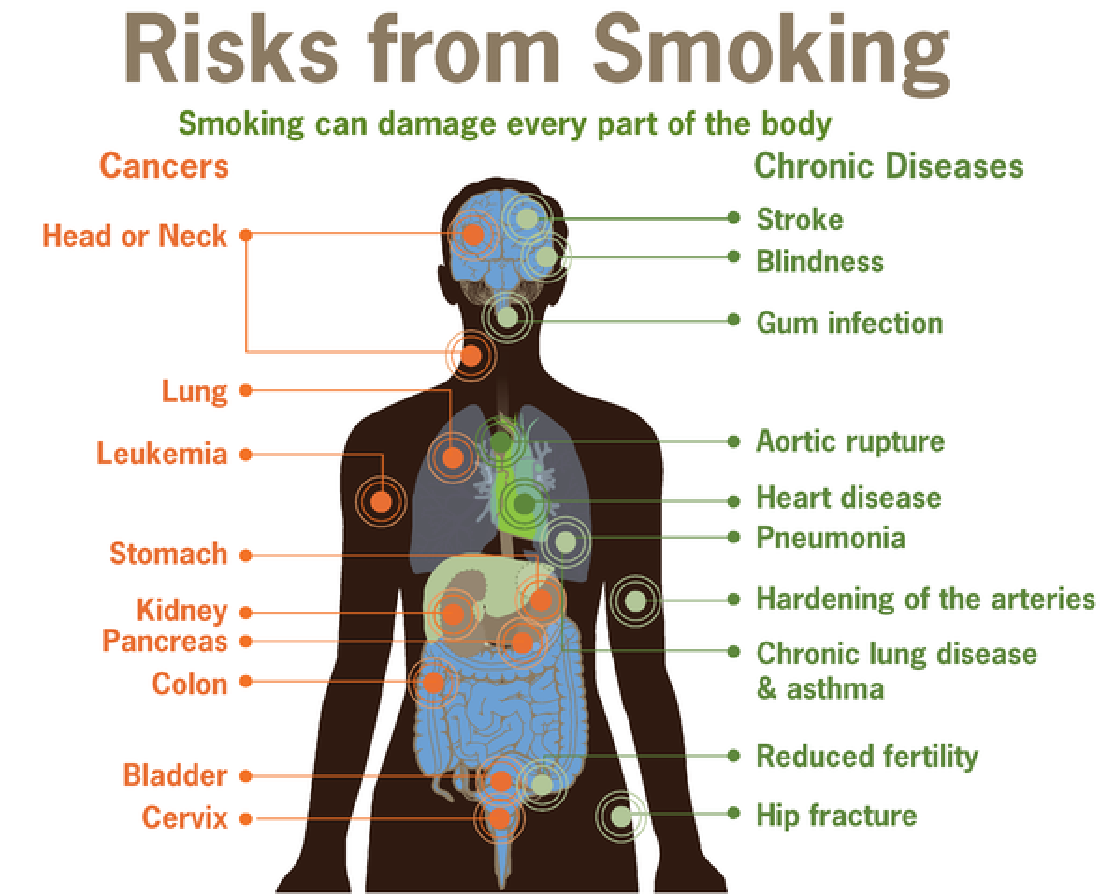 Risks from Smoking
Smoking can damage every part of the body
Cancers
Head or Neck
Lung
Leukemia
Stomach
Kidney
Pancreas
Colon
Bladder
Cervix
Chronic Diseases
Stroke
Blindness
Gum infection
Aortic rupture
Heart disease
Pneumonia
Hardening of the arteries
Chronic lung disease
& asthma
Reduced fertility
Hip fracture